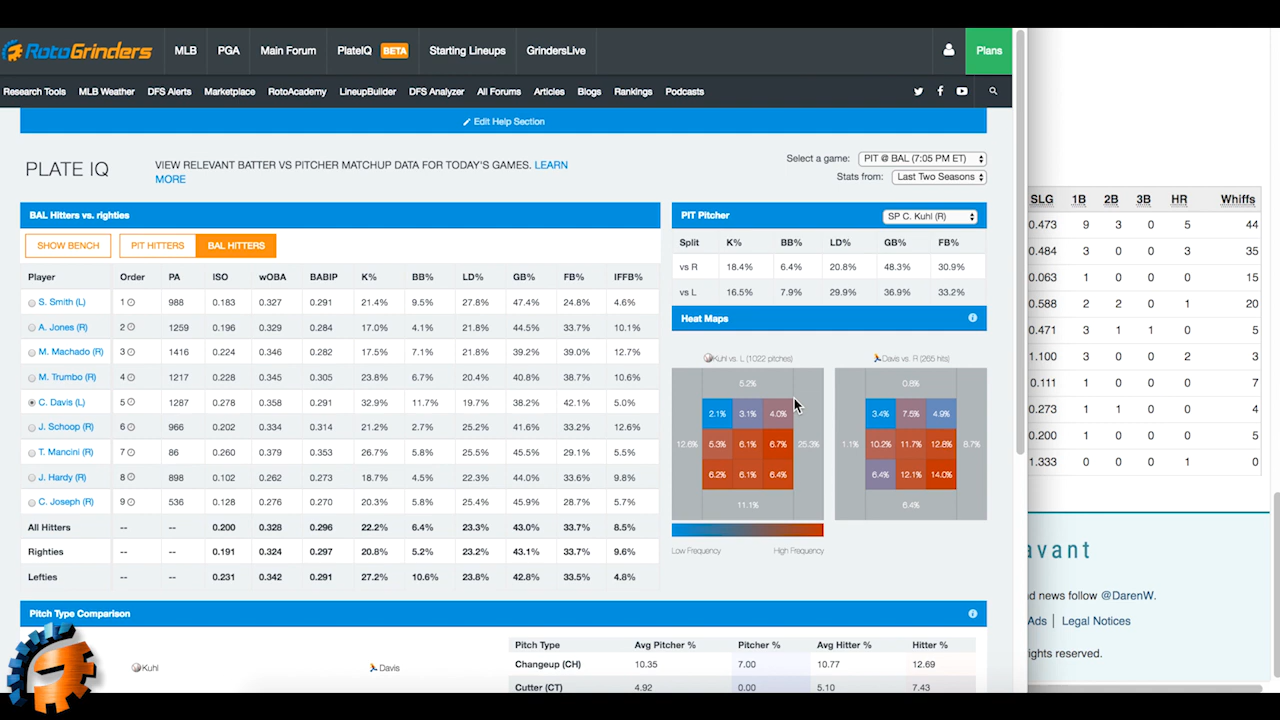 RotoGrinders MLB PGA Main Forum PlateIQ BETA Starting Lineups GrindersLive Plans
Research Tools MLB Weather DFS Alerts Marketplace RotoAcademy LineupBuilder DFS Analyzer All Forums Articles Blogs Rankings Podcasts
Edit Help Section
PLATE IQ
VIEW RELEVANT BATTER VS PITCHER MATCHUP DATA FOR TODAY'S GAMES. LEARN
MORE
Select a game: PIT @ BAL (7:05 PM ET)
Stats from: Last Two Seasons
BAL Hitters vs. righties
SHOW BENCH PIT HITTERS BAL HITTERS
Player Order PA ISO wOBA BABIP K% BB% LD% GB% FB% IFFB%
S. Smith (L) 1 988 0.183 0.327 0.291 21.4% 9.5% 27.8% 47.4% 24.8% 4.6%
A. Jones (R) 2 1259 0.196 0.329 0.284 17.0% 4.1% 21.8% 44.5% 33.7% 10.1%
M. Machado (R) 3 1416 0.224 0.346 0.282 17.5% 7.1% 21.8% 39.2% 39.0% 12.7%
M. Trumbo (R) 4 1217 0.228 0.345 0.305 23.8% 6.7% 20.4% 40.8% 38.7% 10.6%
C. Davis (L) 5 1287 0.278 0.358 0.291 32.9% 11.7% 19.7% 38.2% 42.1% 5.0%
J. Schoop (R) 6 966 0.202 0.334 0.314 21.2% 2.7% 25.2% 41.6% 33.2% 12.6%
T. Mancini (R) 7 86 0.260 0.379 0.353 26.7% 5.8% 25.5% 45.5% 29.1% 5.5%
J. Hardy (R) 8 891 0.102 0.262 0.273 18.7% 4.5% 22.3% 44.0% 33.6% 9.8%
C. Joseph (R) 9 536 0.128 0.276 0.270 20.3% 5.8% 25.4% 45.9% 28.7% 5.7%
All Hitters -- -- 0.200 0.328 0.296 22.2% 6.4% 23.3% 43.0% 33.7% 8.5%
Righties -- -- 0.191 0.324 0.297 20.8% 5.2% 23.2% 43.1% 33.7% 9.6%
Lefties -- -- 0.231 0.342 0.291 27.2% 10.6% 23.8% 42.8% 33.5% 4.8%
PIT Pitcher SP C. Kuhl (R)
Split K% BB% LD% GB% FB%
vs R 18.4% 6.4% 20.8% 48.3% 30.9%
vs L 16.5% 7.9% 29.9% 36.9% 33.2%
Heat Maps
Kuhl vs. L (1022 pitches)
5.2%
2.1% 3.1% 4.0%
12.6% 5.3% 6.1% 6.7% 25.3%
6.2% 6.1% 6.4%
11.1%
Low Frequency High Frequency
Davis vs. R (265 hits)
0.8%
3.4% 7.5% 4.9%
1.1% 10.2% 11.7% 12.8% 8.7%
6.4% 12.1% 14.0%
6.4%
Pitch Type Comparison
Kuhl Davis
Pitch Type Avg Pitcher % Pitcher % Avg Hitter % Hitter %
Changeup (CH) 10.35 7.00 10.77 12.69
Cutter (CT) 4.92 0.00 5.10 7.43
SLG 1B 2B 3B HR Whiffs
0.473 9 3 0 5 44
0.484 3 0 0 3 35
0.063 1 0 0 0 15
0.588 2 2 0 1 20
0.471 3 1 1 0 5
1.100 3 0 0 2 3
0.111 1 0 0 0 7
0.273 1 1 0 0 4
0.200 1 0 0 0 5
1.333 0 0 0 1 0
avant
nd news follow @DarenW.
Ads | Legal Notices
ights reserved.